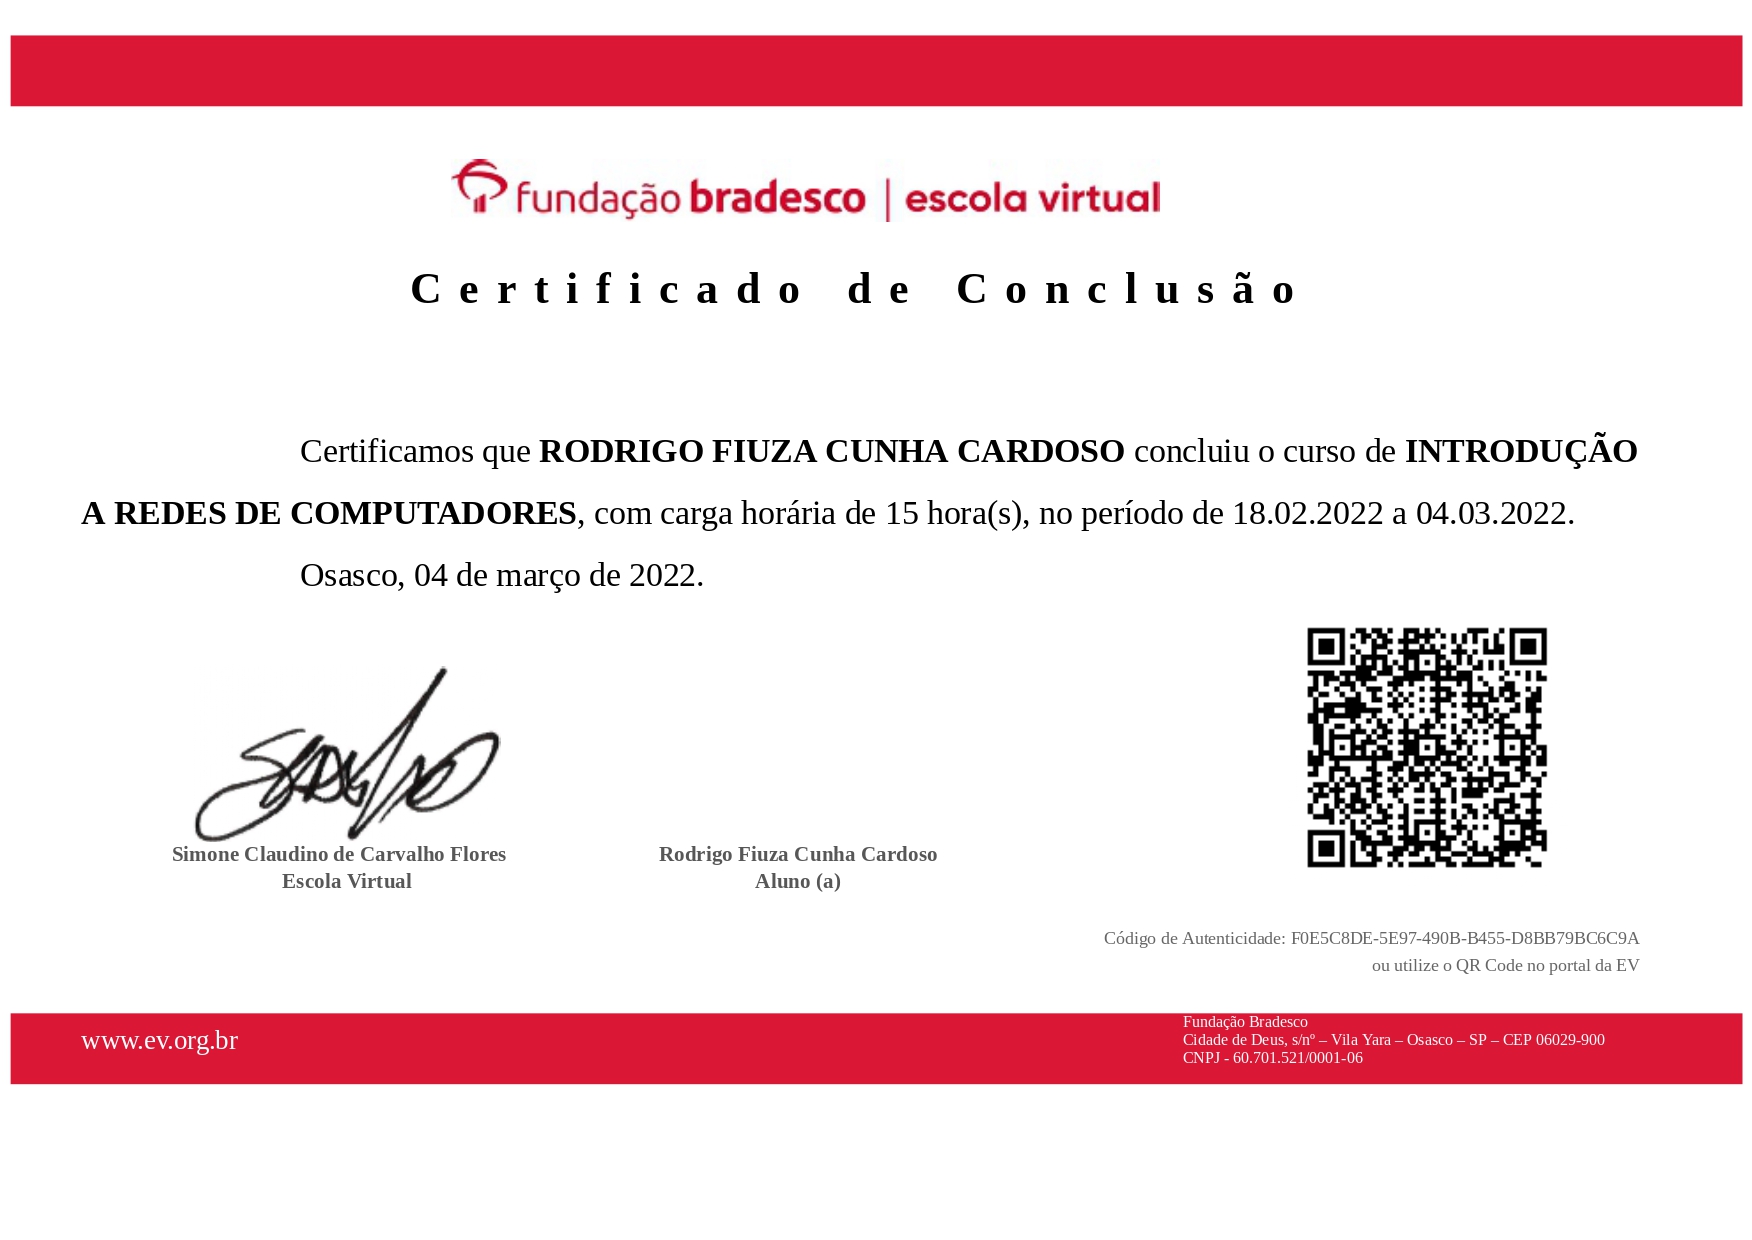 fundação bradesco | escola virtual
Certificado de Conclusão
Certificamos que RODRIGO FIUZA CUNHA CARDOSO concluiu o curso de INTRODUÇÃO
A REDES DE COMPUTADORES, com carga horária de 15 hora(s), no período de 18.02.2022 a 04.03.2022.
Osasco, 04 de março de 2022.
Simone Claudino de Carvalho Flores
Escola Virtual
Rodrigo Fiuza Cunha Cardoso
Aluno (a)
Código de Autenticidade: F0E5C8DE-5E97-490B-B455-D8BB79BC6C9A
ou utilize o QR Code no portal da EV
www.ev.org.br
Fundação Bradesco
Cidade de Deus, s/nº – Vila Yara – Osasco – SP – CEP 06029-900
CNPJ - 60.701.521/0001-06